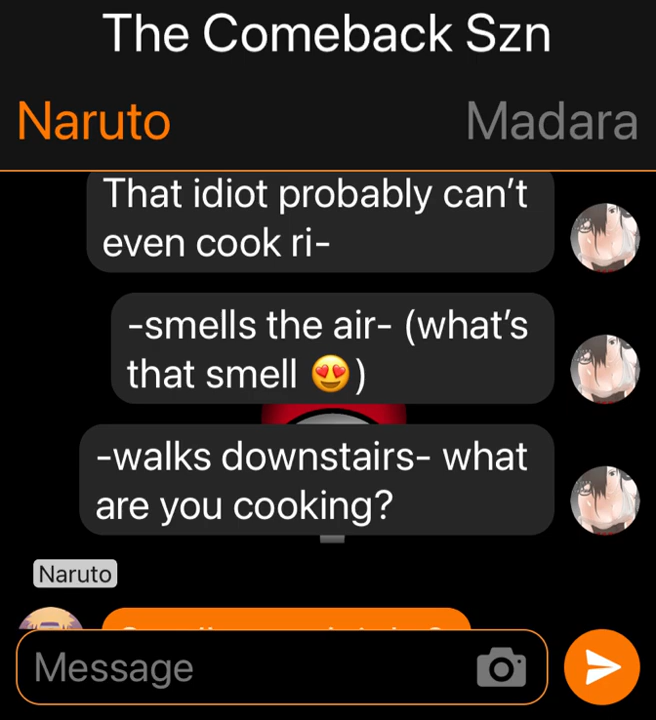 The Comeback Szn
Naruto
Madara
That idiot probably can’t
even cook ri-
-smells the air- (what’s
that smell 😍)
-walks downstairs- what
are you cooking?
Naruto
Message